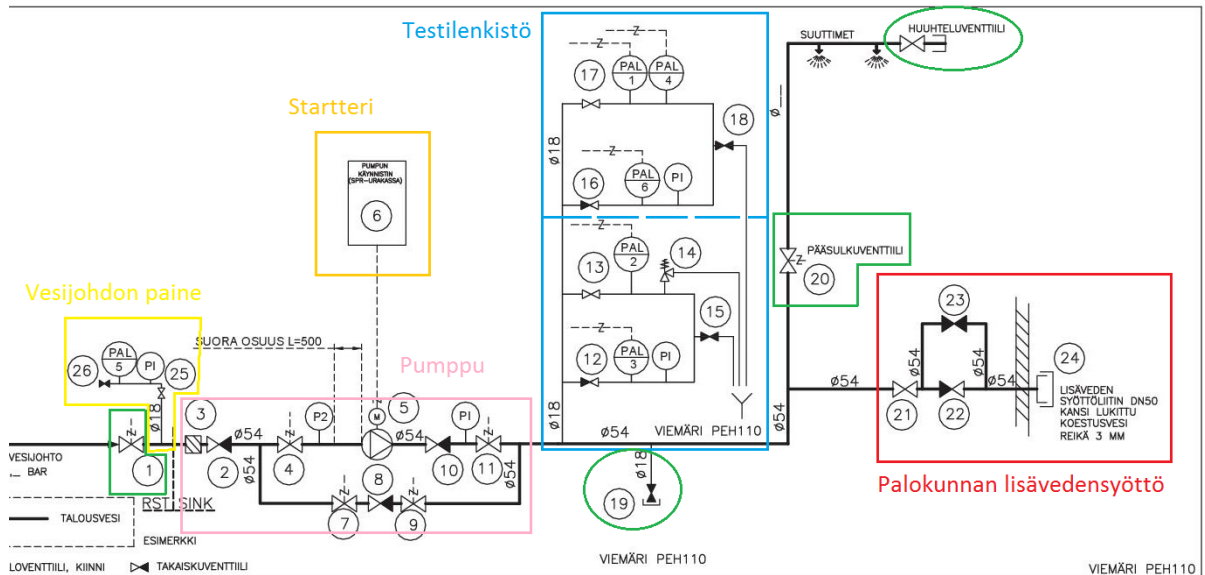 Testilenkistö
SUUTTIMET
HUUHTELUVENTTIILI
Z
Z
17
PAL
1
PAL
4
18
Ø18
Ø__
Z
16
PAL
6
PI
Startteri
PUMPUN
KÄYNNISTIN
(SPR-URAKASSA)
6
Z
13
PAL
2
14
15
Z
12
PAL
3
PI
Ø18
VIEMÄRI PEH110
Z
PÄÄSULKUVENTTIILI
20
Ø54
Vesijohdon paine
26
PAL
5
PI
25
Ø18
SUORA OSUUS L=500
Pumppu
3
2
Ø54
Z
4
P2
M
5
Ø54
PI
10
Z
11
Ø54
Ø54
Z
7
8
Z
9
Z
1
VESIJOHTO
_ BAR
RST
SINK
TALOUSVESI
ESIMERKKI
LOVENTTIILI, KIINNI
TAKAISKUVENTTIILI
Ø54
Ø18
19
VIEMÄRI PEH110
Ø54
23
Ø54
Ø54
Ø54
21
22
24
LISÄVEDEN
SYÖTTÖLIITIN DN50
KANSI LUKITTU
KOESTUSVESI
REIKÄ 3 MM
Palokunnan lisävedensyöttö
VIEMÄRI PEH110